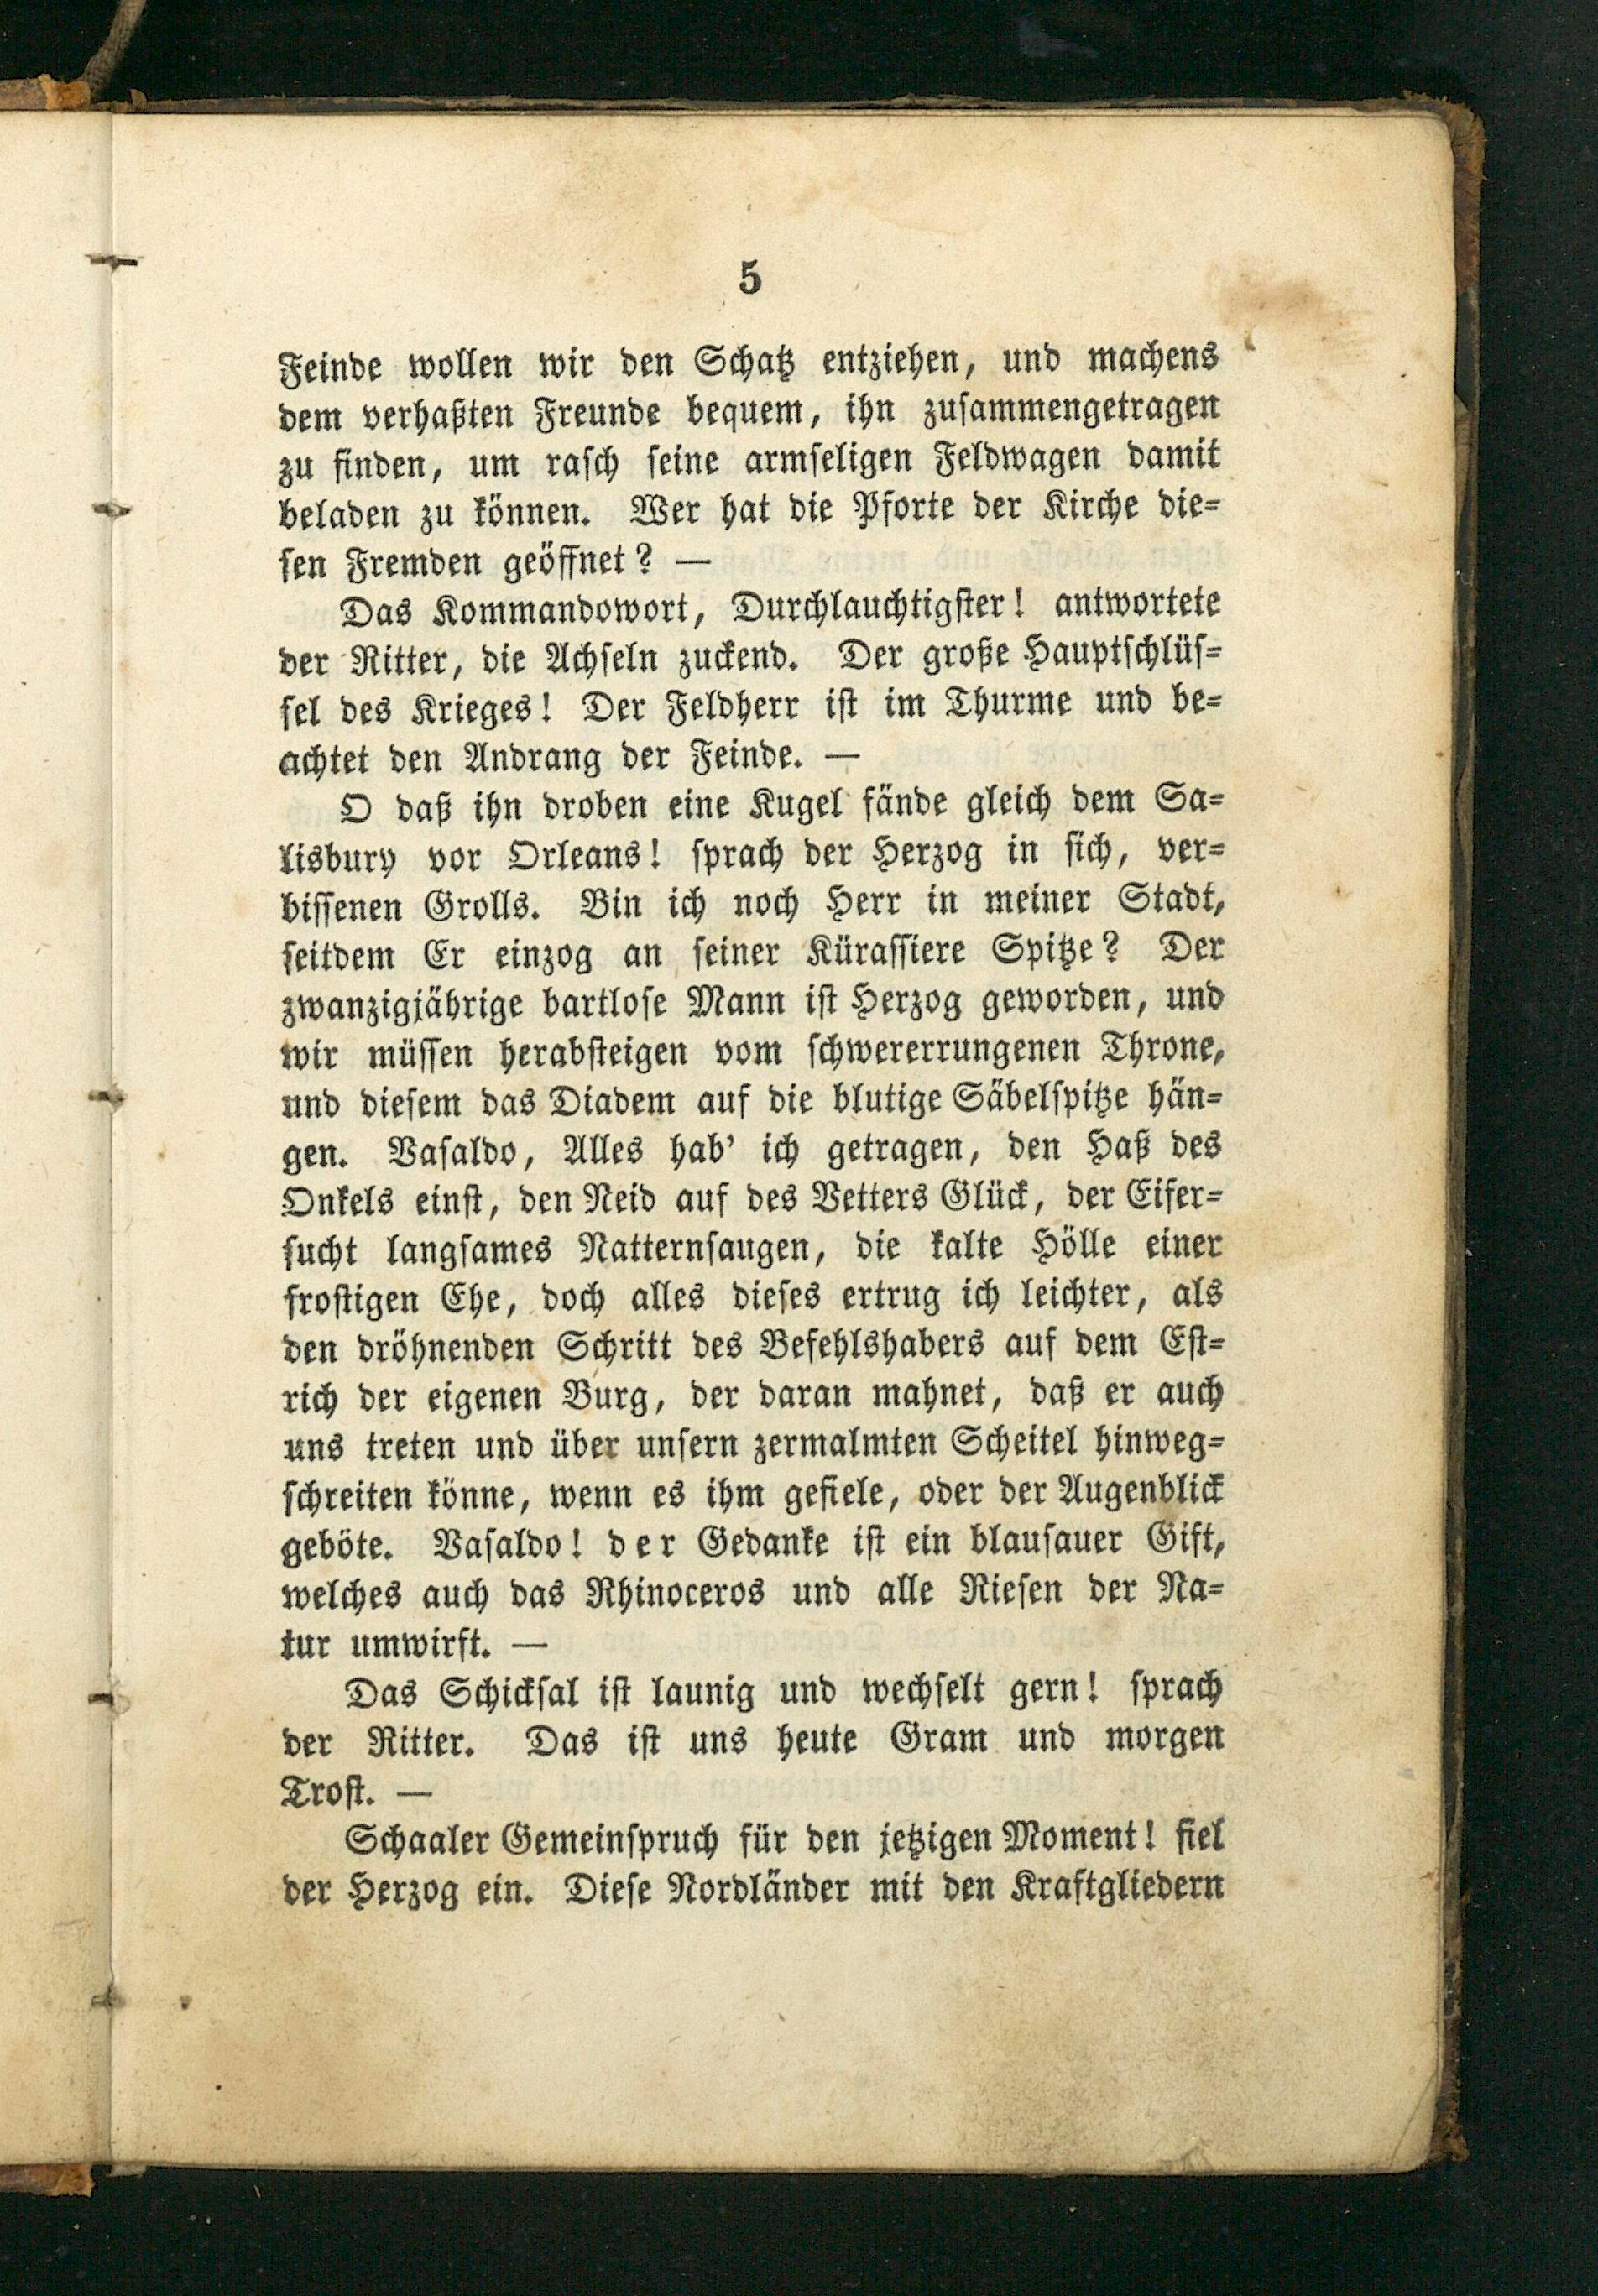 5
Feinde wollen wir den Schatz entziehen, und machens
dem verhaßten Freunde bequem, ihn zusammengetragen
zu finden, um rasch seine armseligen Feldwagen damit
beladen zu können. Wer hat die Pforte der Kirche die-
sen Fremden geöffnet? —
Das Kommandowort, Durchlauchtigster! antwortete
der Ritter, die Achseln zuckend. Der große Hauptschlüs-
sel des Krieges! Der Feldherr ist im Thurme und be-
achtet den Andrang der Feinde. —
O daß ihn droben eine Kugel fände gleich dem Sa-
lisbury vor Orleans! sprach der Herzog in sich, ver-
bissenen Grolls. Bin ich noch Herr in meiner Stadt,
seitdem Er einzog an seiner Kürassiere Spitze? Der
zwanzigjährige bartlose Mann ist Herzog geworden, und
wir müssen herabsteigen vom schwererrungenen Throne,
und diesem das Diadem auf die blutige Säbelspitze hän-
gen. Vasaldo, Alles hab' ich getragen, den Haß des
Onkels einst, den Neid auf des Vetters Glück, der Eifer-
sucht langsames Natternsaugen, die kalte Hölle einer
frostigen Ehe, doch alles dieses ertrug ich leichter, als
den dröhnenden Schritt des Befehlshabers auf dem Est-
rich der eigenen Burg, der daran mahnet, daß er auch
uns treten und über unsern zermalmten Scheitel hinweg-
schreiten könne, wenn es ihm gefiele, oder der Augenblick
geböte. Vasaldo! der Gedanke ist ein blausauer Gift,
welches auch das Rhinoceros und alle Riesen der Na-
tur umwirft. —
Das Schicksal ist launig und wechselt gern! sprach
der Ritter. Das ist uns heute Gram und morgen
Trost. —
Schaaler Gemeinspruch für den jetzigen Moment! fiel
der Herzog ein. Diese Nordländer mit den Kraftgliedern